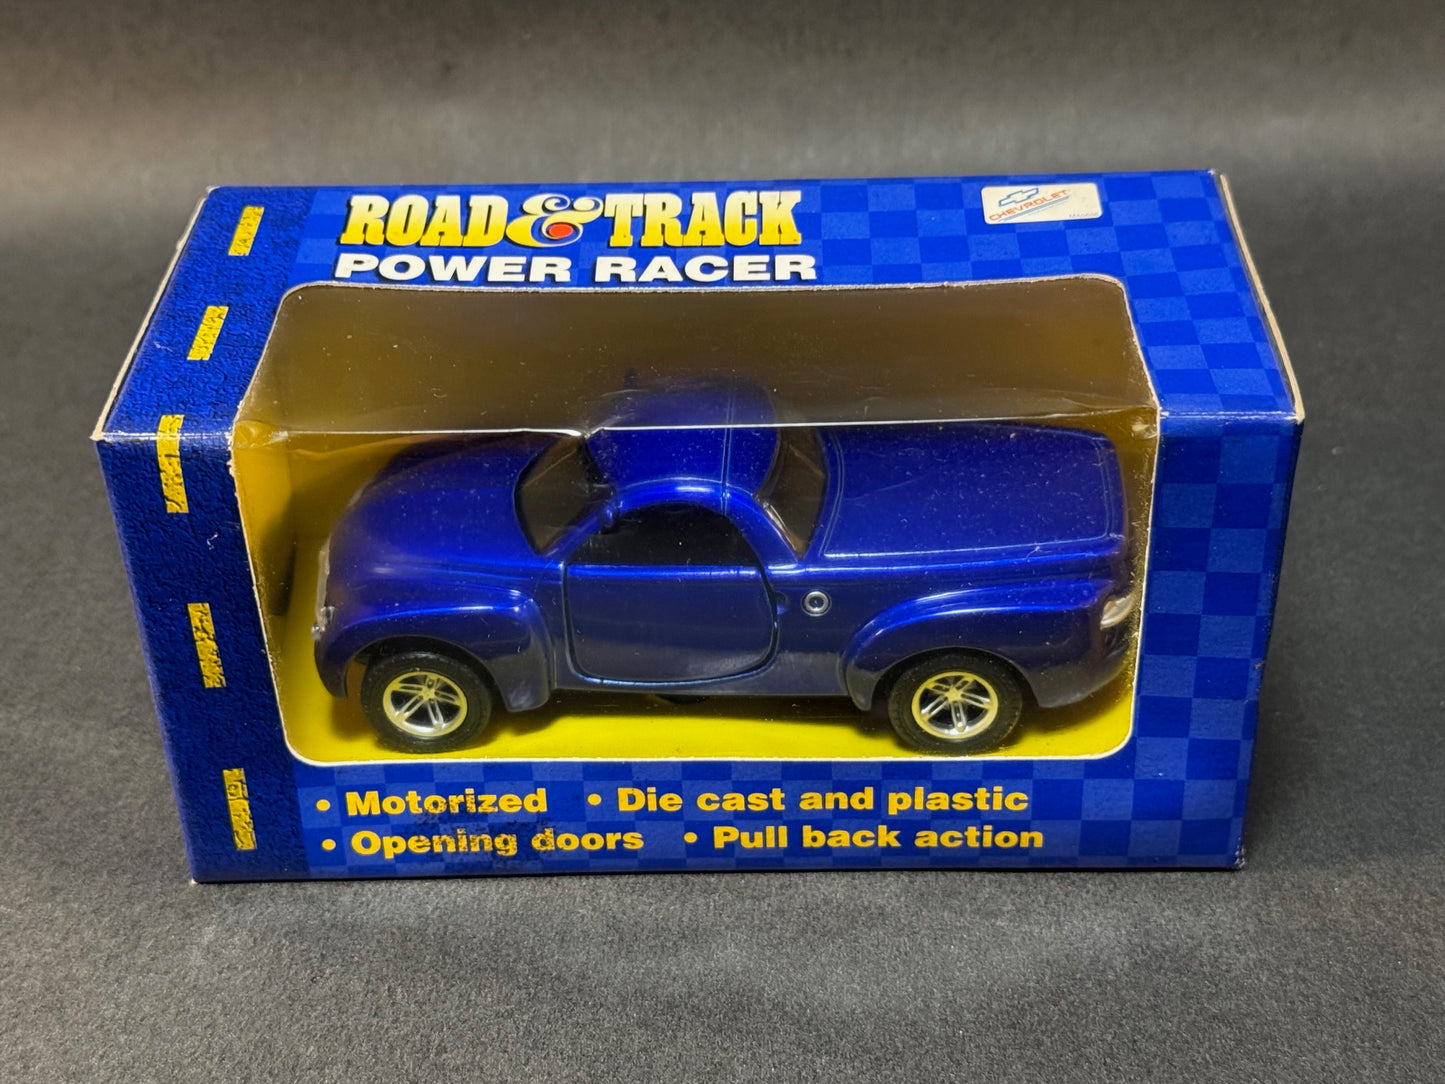 ROAD & TRACK
POWER RACER
CHEVROLET
• Motorized • Die cast and plastic
• Opening doors • Pull back action